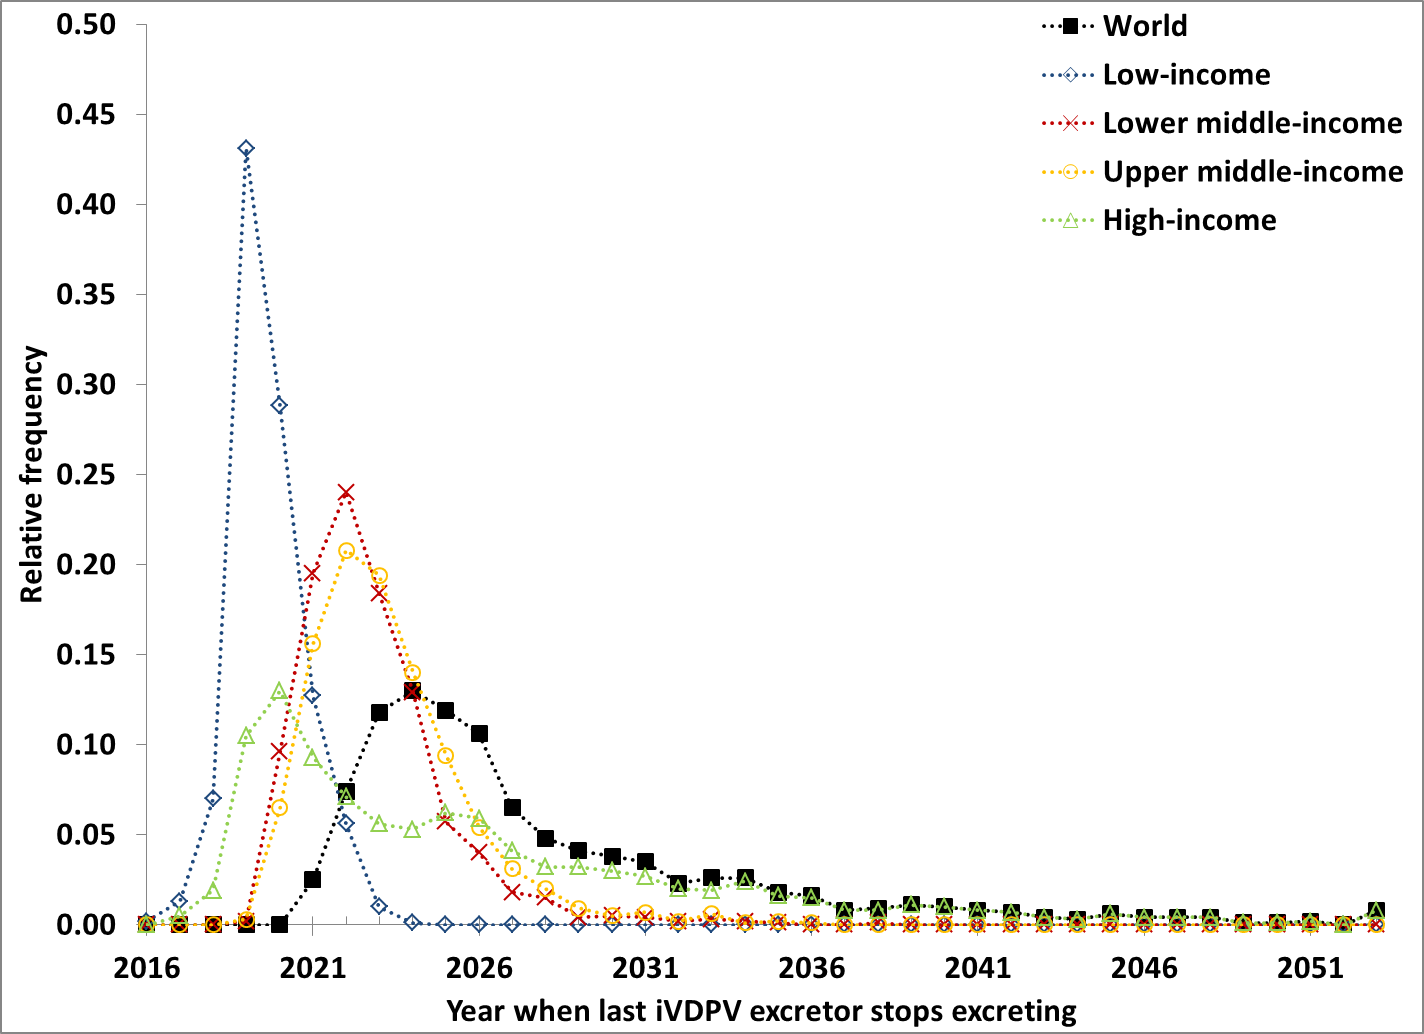 0.50
0.45
0.40
0.35
0.30
0.25
0.20
0.15
0.10
0.05
0.00
Relative frequency
World
Low-income
Lower middle-income
Upper middle-income
High-income
2016 2021 2026 2031 2036 2041 2046 2051
Year when last iVDPV excretor stops excreting